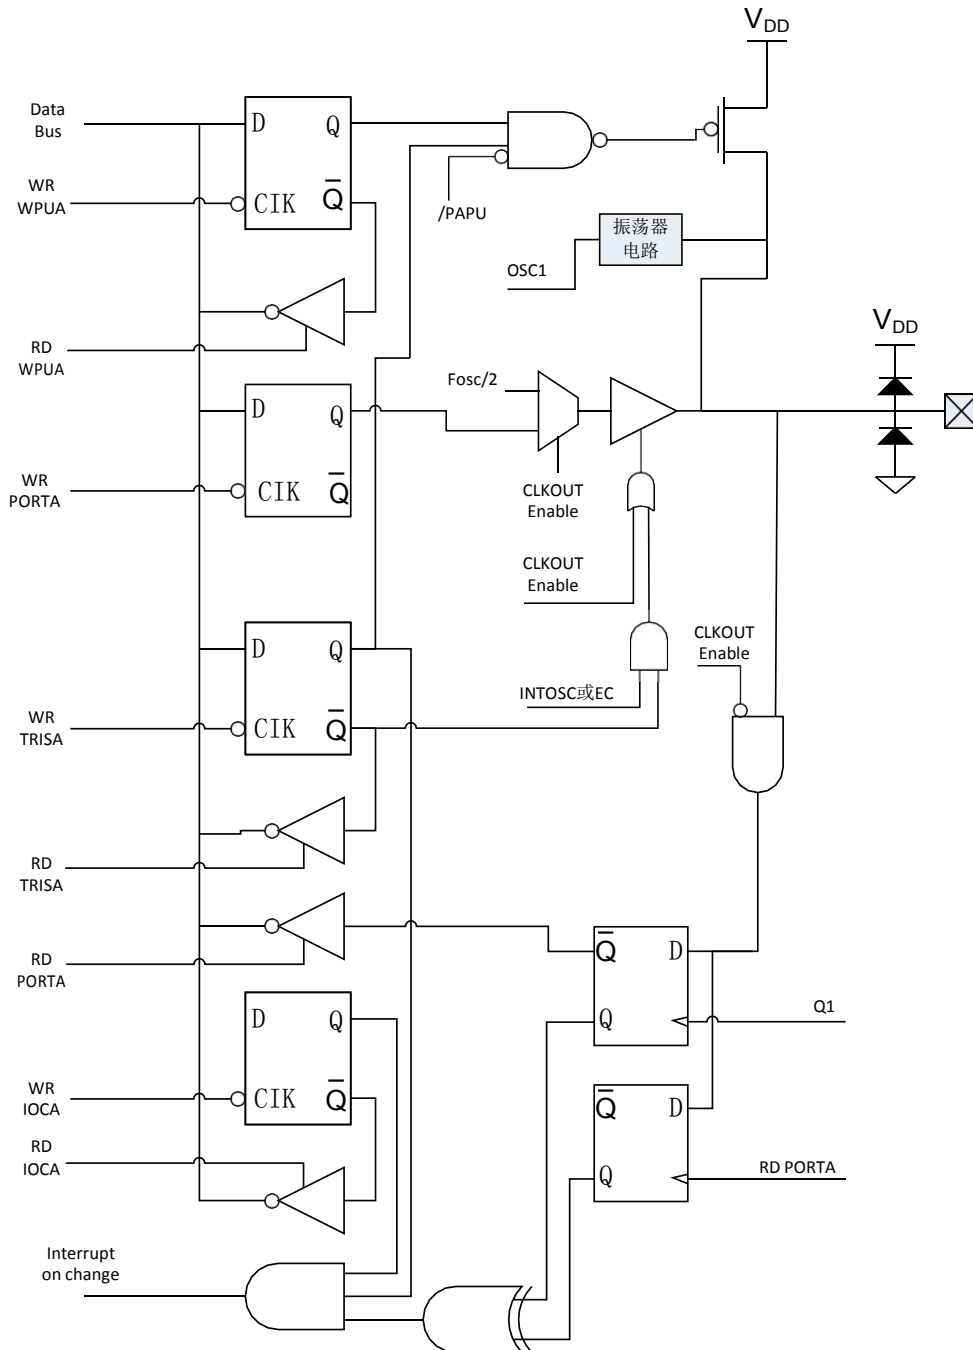 VDD
Data
Bus
D
Q
WR
WPUA
CIK
Q̅
/PAPU
振荡器
电路
OSC1
RD
WPUA
VDD
Fosc/2
D
Q
WR
PORTA
CIK
Q̅
CLKOUT
Enable
CLKOUT
Enable
D
Q
CLKOUT
Enable
INTOSC或EC
WR
TRISA
CIK
Q̅
RD
TRISA
Q̅
D
RD
PORTA
Q1
D
Q
Q
WR
IOCA
CIK
Q̅
Q̅
D
RD
IOCA
Q
RD PORTA
Interrupt
on change